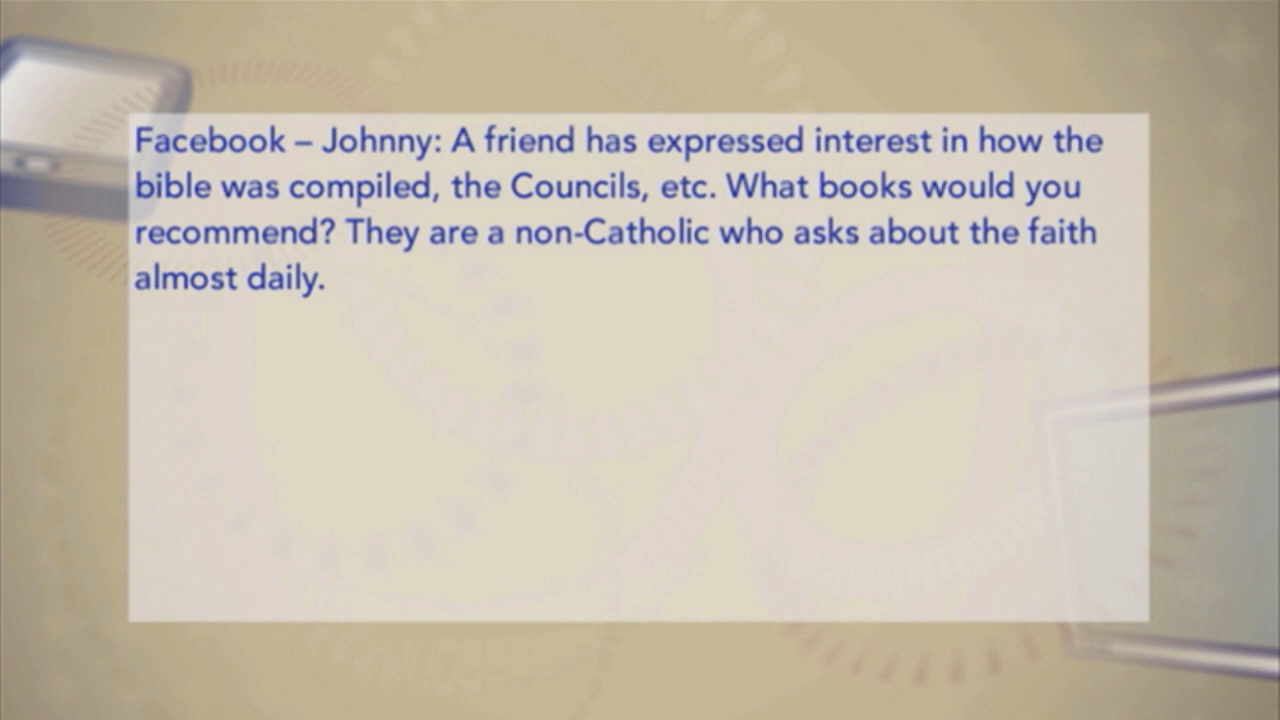 Facebook – Johnny: A friend has expressed interest in how the
bible was compiled, the Councils, etc. What books would you
recommend? They are a non-Catholic who asks about the faith
almost daily.